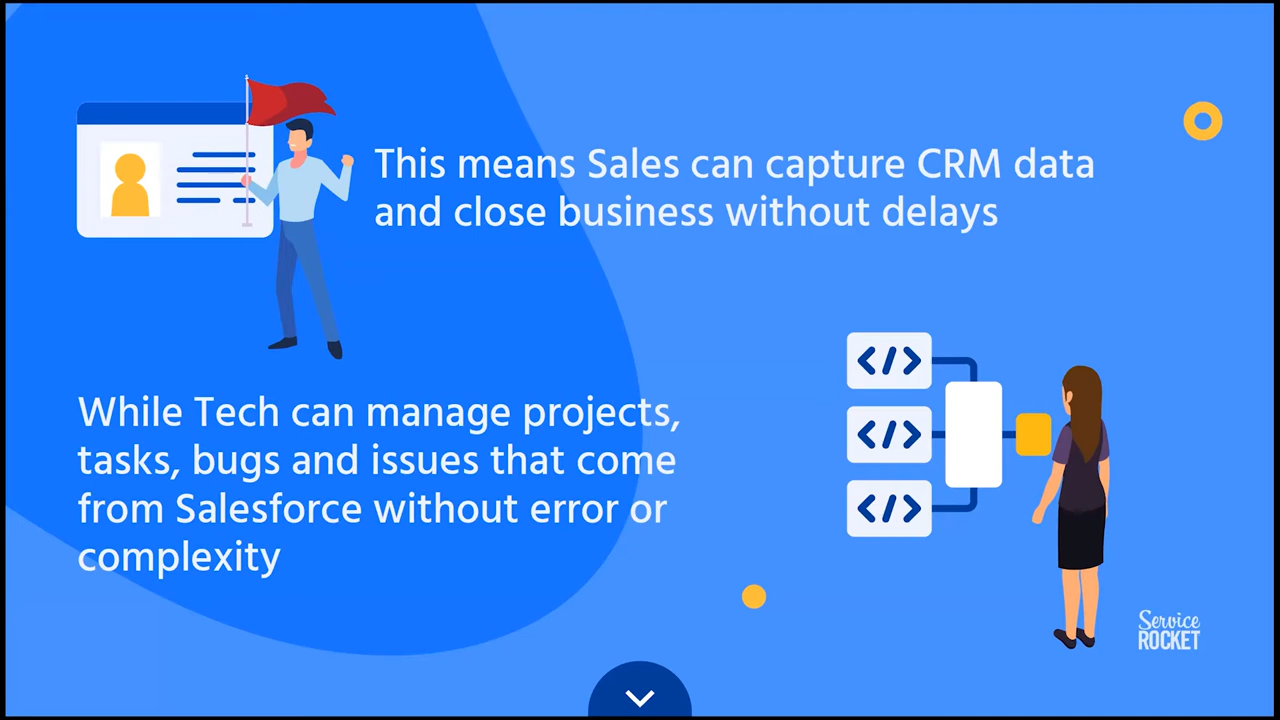 This means Sales can capture CRM data
and close business without delays
</>
</>
</>
While Tech can manage projects,
tasks, bugs and issues that come
from Salesforce without error or
complexity
Service
ROCKET